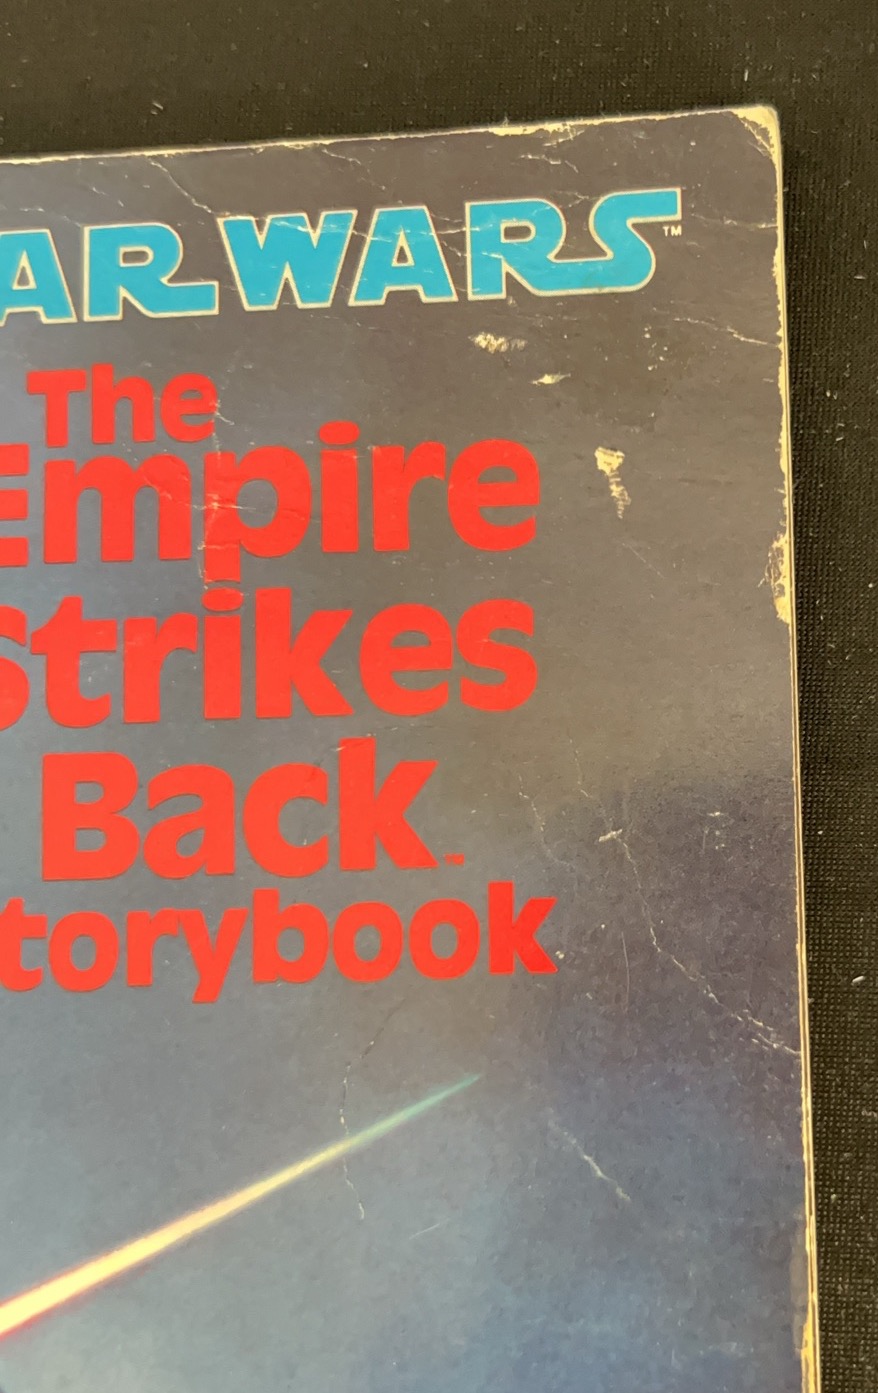 AR WARS™
The
Empire
Strikes
Back™
torybook